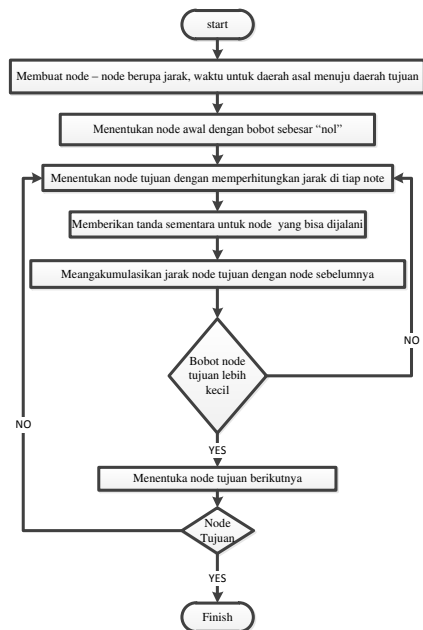 start
Membuat node – node berupa jarak, waktu untuk daerah asal menuju daerah tujuan
Menentukan node awal dengan bobot sebesar “nol”
Menentukan node tujuan dengan memperhitungkan jarak di tiap note
Memberikan tanda sementara untuk node yang bisa dijalani
Meangakumulasikan jarak node tujuan dengan node sebelumnya
Bobot node
tujuan lebih
kecil
NO
NO
YES
Menentuka node tujuan berikutnya
Node
Tujuan
YES
Finish